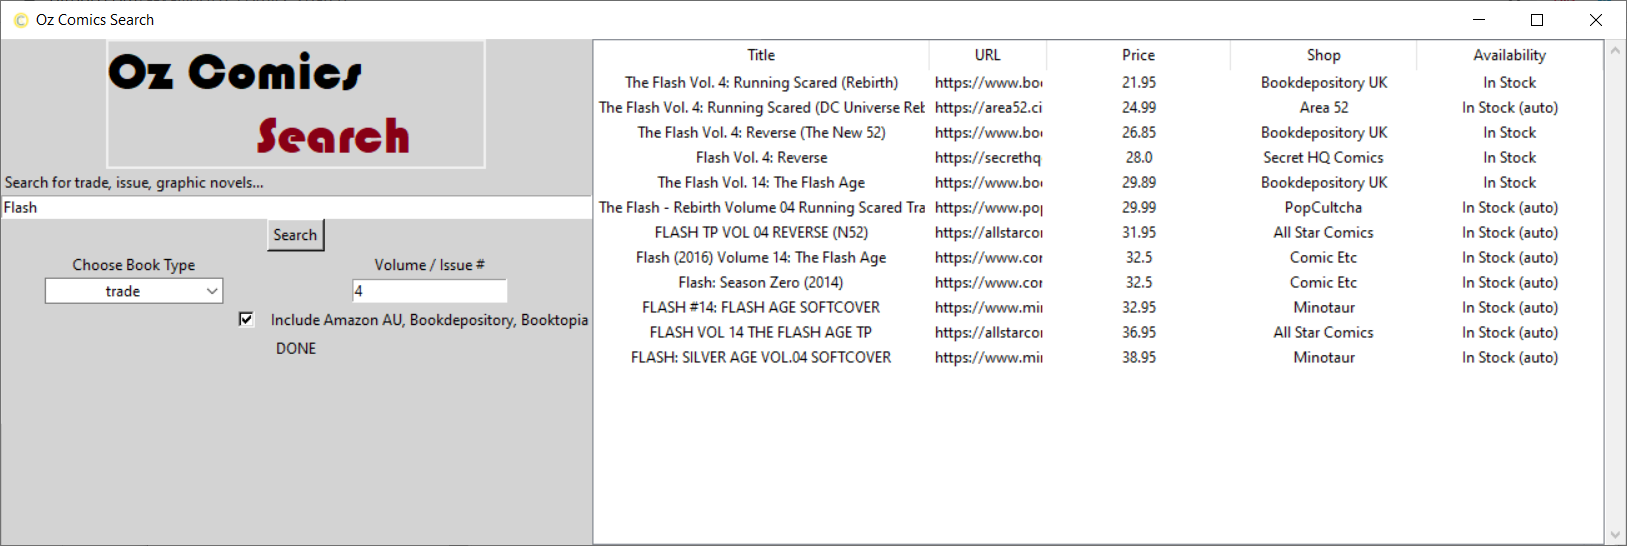 Oz Comics Search
Oz Comics
Search
Search for trade, issue, graphic novels...
Flash
Search
Choose Book Type Volume / Issue #
trade 4
Include Amazon AU, Bookdepository, Booktopia
DONE
Title URL Price Shop Availability
The Flash Vol. 4: Running Scared (Rebirth) https://www.boo 21.95 Bookdepository UK In Stock
The Flash Vol. 4: Running Scared (DC Universe Reb https://area52.ci 24.99 Area 52 In Stock (auto)
The Flash Vol. 4: Reverse (The New 52) https://www.boo 26.85 Bookdepository UK In Stock
Flash Vol. 4: Reverse https://secrethq 28.0 Secret HQ Comics In Stock
The Flash Vol. 14: The Flash Age https://www.boo 29.89 Bookdepository UK In Stock
The Flash - Rebirth Volume 04 Running Scared Tra https://www.pop 29.99 PopCultcha In Stock (auto)
FLASH TP VOL 04 REVERSE (N52) https://allstarcor 31.95 All Star Comics In Stock (auto)
Flash (2016) Volume 14: The Flash Age https://www.cor 32.5 Comic Etc In Stock (auto)
Flash: Season Zero (2014) https://www.cor 32.5 Comic Etc In Stock (auto)
FLASH #14: FLASH AGE SOFTCOVER https://www.mir 32.95 Minotaur In Stock (auto)
FLASH VOL 14 THE FLASH AGE TP https://allstarcor 36.95 All Star Comics In Stock (auto)
FLASH: SILVER AGE VOL.04 SOFTCOVER https://www.mir 38.95 Minotaur In Stock (auto)